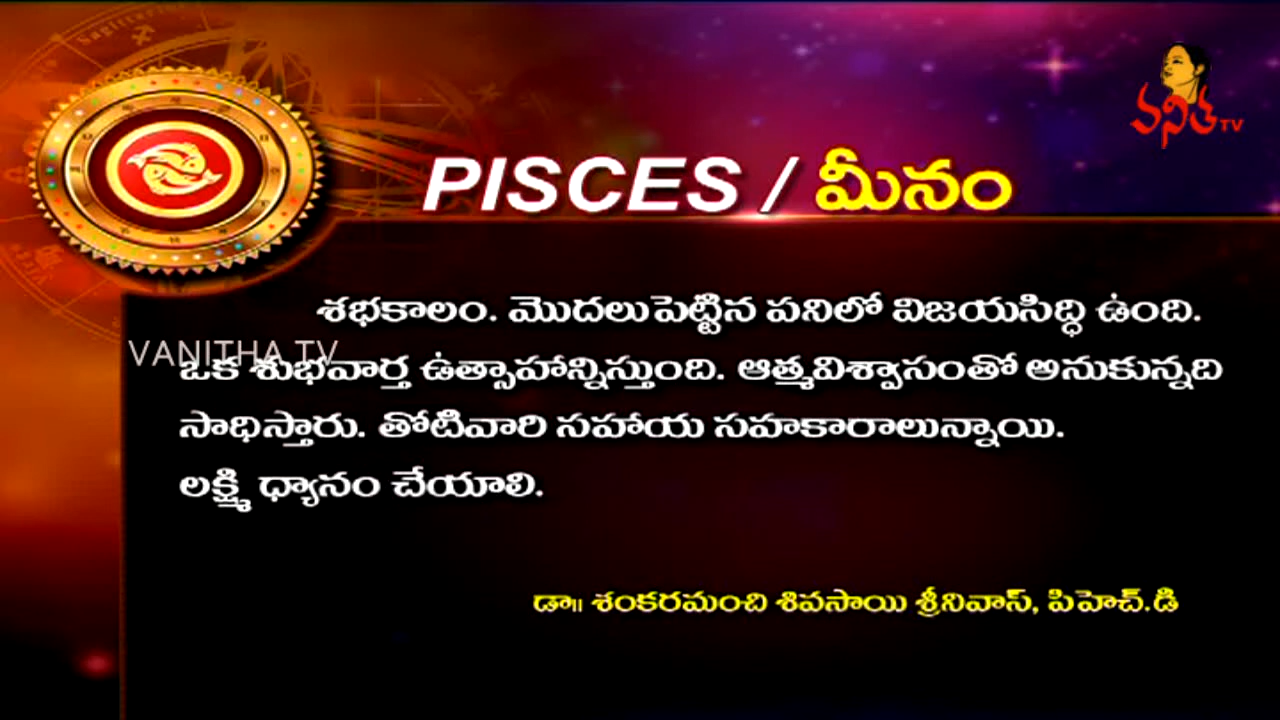 Sagittarius
వనిత TV
PISCES / మీనం
శభకాలం. మొదలుపెట్టిన పనిలో విజయసిద్ధి ఉంది.
VANITHA TV
ఒక శుభవార్త ఉత్సాహాన్నిస్తుంది. ఆత్మవిశ్వాసంతో అనుకున్నది
సాధిస్తారు. తోటివారి సహాయ సహకారాలున్నాయి.
లక్ష్మి ధ్యానం చేయాలి.
డా॥ శంకరమంచి శివసాయి శ్రీనివాస్, పిహెచ్.డి